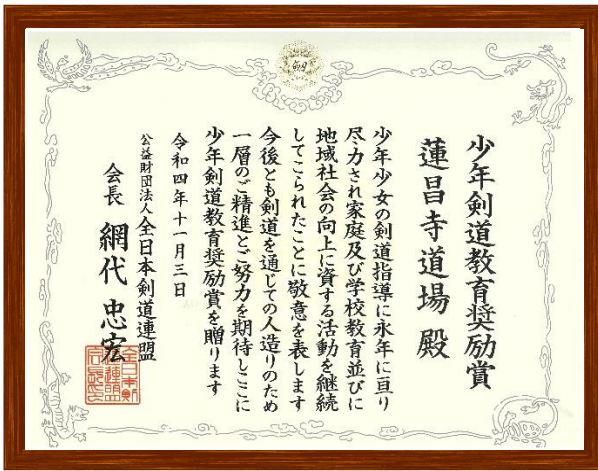 少年剣道教育奨励賞
蓮昌寺道場 殿
少年少女の剣道指導に永年に亘り
尽力され家庭及び学校教育並びに
地域社会の向上に資する活動を継続
してこられたことに敬意を表します
今後とも剣道を通じての人造りのため
一層のご精進とご努力を期待しここに
少年剣道教育奨励賞を贈ります
令和四年十一月三日
公益財団法人 全日本剣道連盟
会長 網代 忠宏